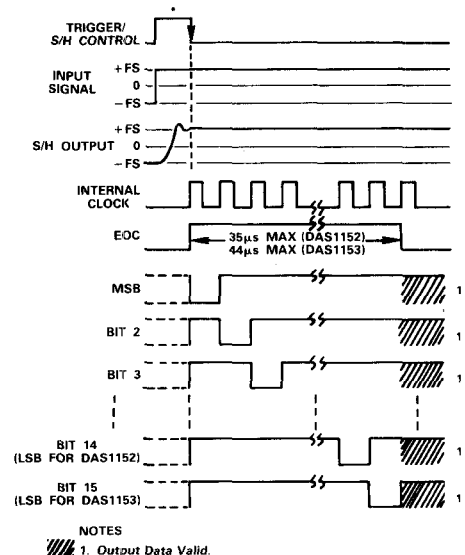 TRIGGER/
S/H CONTROL
INPUT
SIGNAL
+FS
0
−FS
S/H OUTPUT
+FS
0
−FS
INTERNAL
CLOCK
EOC
35μs MAX (DAS1152)
44μs MAX (DAS1153)
MSB
1
BIT 2
1
BIT 3
1
BIT 14
(LSB FOR DAS1152)
1
BIT 15
(LSB FOR DAS1153)
1
NOTES
1. Output Data Valid.